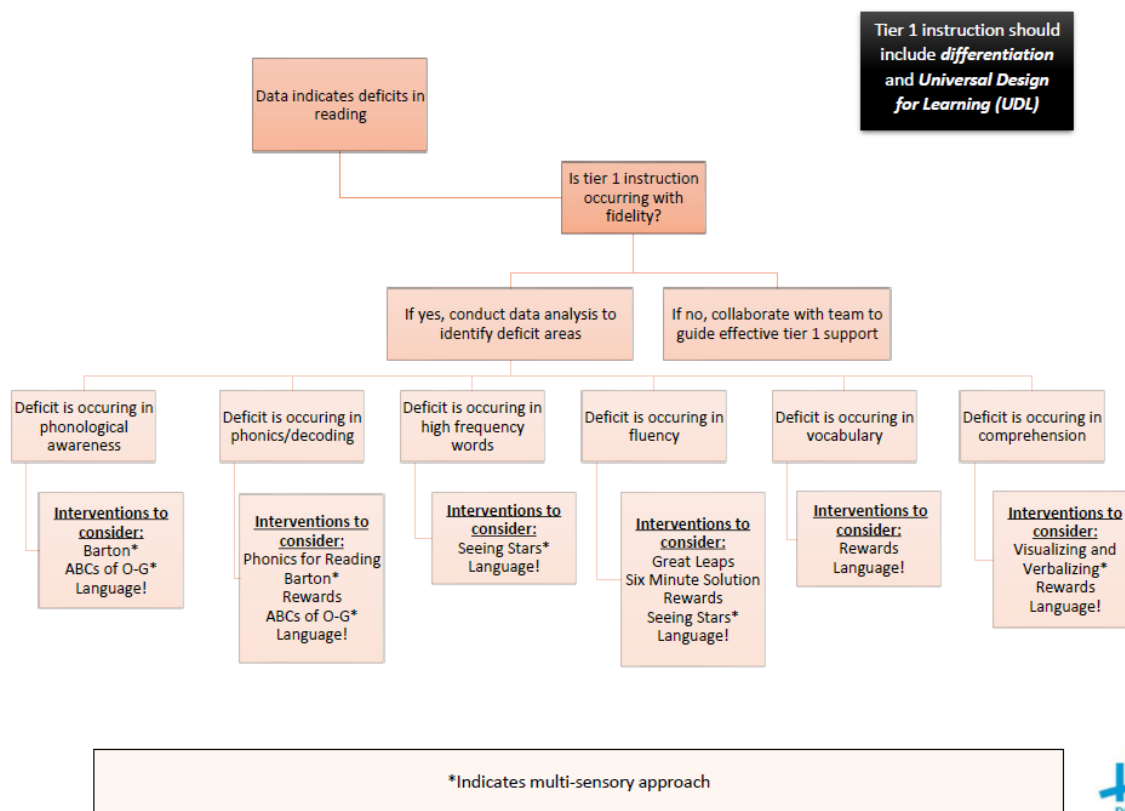 Tier 1 instruction should
include differentiation
and Universal Design
for Learning (UDL)
Data indicates deficits in
reading
Is tier 1 instruction
occurring with
fidelity?
If yes, conduct data analysis to
identify deficit areas
If no, collaborate with team to
guide effective tier 1 support
Deficit is occuring in
phonological
awareness
Deficit is occuring in
phonics/decoding
Deficit is occuring in
high frequency
words
Deficit is occuring in
fluency
Deficit is occuring in
vocabulary
Deficit is occuring in
comprehension
Interventions to
consider:
Barton*
ABCs of O-G*
Language!
Interventions to
consider:
Phonics for Reading
Barton*
Rewards
ABCs of O-G*
Language!
Interventions to
consider:
Seeing Stars*
Language!
Interventions to
consider:
Great Leaps
Six Minute Solution
Rewards
Seeing Stars*
Language!
Interventions to
consider:
Rewards
Language!
Interventions to
consider:
Visualizing and
Verbalizing*
Rewards
Language!
*Indicates multi-sensory approach